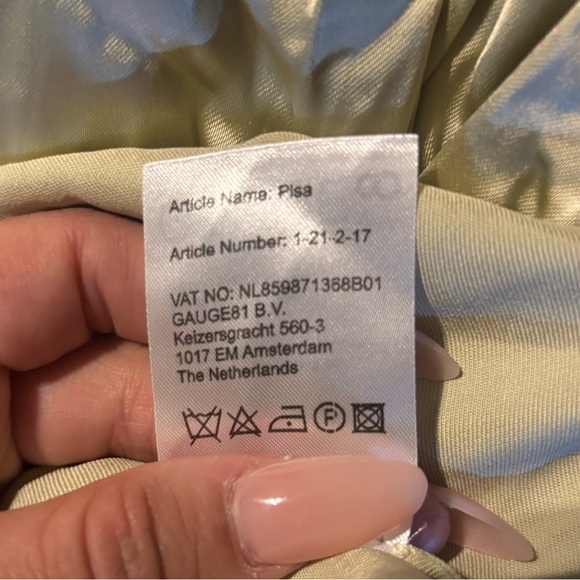 Article Name: Pisa
Article Number: 1-21-2-17
VAT NO: NL859871368B01
GAUGE81 B.V.
Keizersgracht 560-3
1017 EM Amsterdam
The Netherlands
P